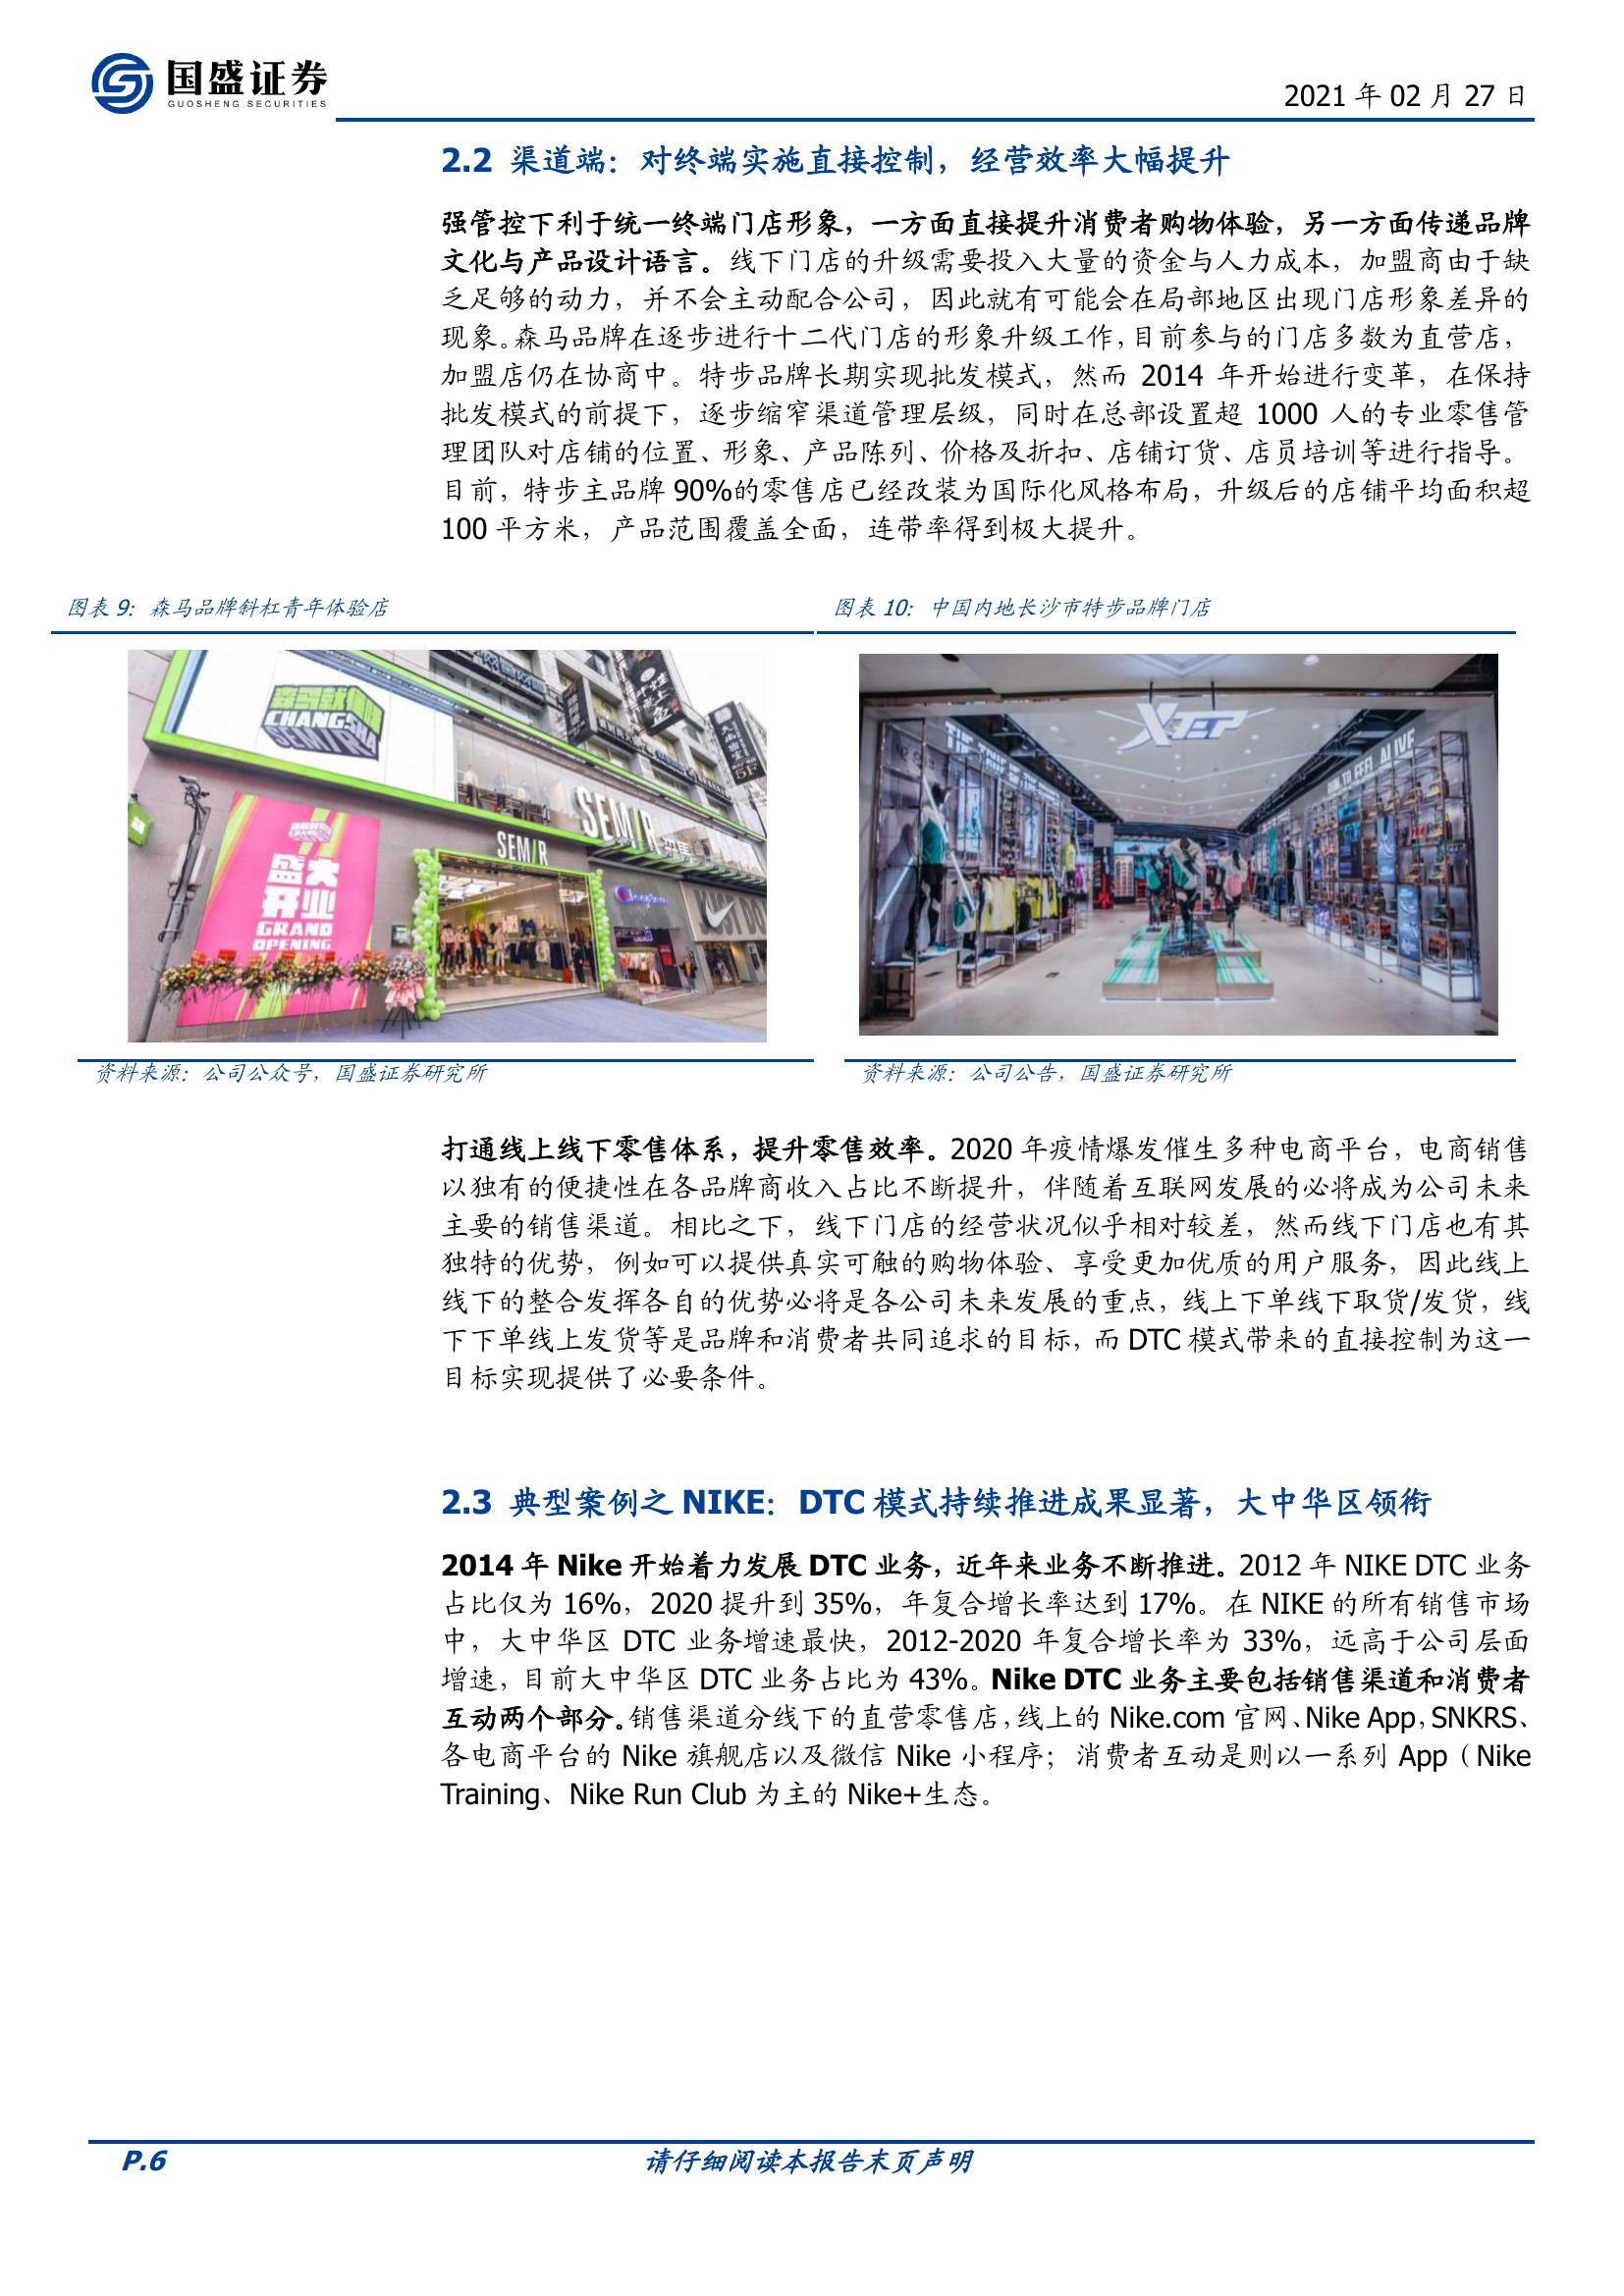 国盛证券
GUOSHENG SECURITIES
2021 年 02 月 27 日
2.2 渠道端：对终端实施直接控制，经营效率大幅提升
强管控下利于统一终端门店形象，一方面直接提升消费者购物体验，另一方面传递品牌
文化与产品设计语言。线下门店的升级需要投入大量的资金与人力成本，加盟商由于缺
乏足够的动力，并不会主动配合公司，因此就有可能会在局部地区出现门店形象差异的
现象。森马品牌在逐步进行十二代门店的形象升级工作，目前参与的门店多数为直营店，
加盟店仍在协商中。特步品牌长期实现批发模式，然而 2014 年开始进行变革，在保持
批发模式的前提下，逐步缩窄渠道管理层级，同时在总部设置超 1000 人的专业零售管
理团队对店铺的位置、形象、产品陈列、价格及折扣、店铺订货、店员培训等进行指导。
目前，特步主品牌 90%的零售店已经改装为国际化风格布局，升级后的店铺平均面积超
100 平方米，产品范围覆盖全面，连带率得到极大提升。
图表 9：森马品牌斜杠青年体验店
图表 10：中国内地长沙市特步品牌门店
CHANGSHA
SEMIR
SEMIR
盛大
开业
GRAND
OPENING
Champion
5F
XTEP
RUN TO FEEL ALIVE
资料来源：公司公众号，国盛证券研究所
资料来源：公司公告，国盛证券研究所
打通线上线下零售体系，提升零售效率。2020 年疫情爆发催生多种电商平台，电商销售
以独有的便捷性在各品牌商收入占比不断提升，伴随着互联网发展的必将成为公司未来
主要的销售渠道。相比之下，线下门店的经营状况似乎相对较差，然而线下门店也有其
独特的优势，例如可以提供真实可触的购物体验、享受更加优质的用户服务，因此线上
线下的整合发挥各自的优势必将是各公司未来发展的重点，线上下单线下取货/发货，线
下下单线上发货等是品牌和消费者共同追求的目标，而 DTC 模式带来的直接控制为这一
目标实现提供了必要条件。
2.3 典型案例之 NIKE：DTC 模式持续推进成果显著，大中华区领衔
2014 年 Nike 开始着力发展 DTC 业务，近年来业务不断推进。2012 年 NIKE DTC 业务
占比仅为 16%，2020 提升到 35%，年复合增长率达到 17%。在 NIKE 的所有销售市场
中，大中华区 DTC 业务增速最快，2012-2020 年复合增长率为 33%，远高于公司层面
增速，目前大中华区 DTC 业务占比为 43%。Nike DTC 业务主要包括销售渠道和消费者
互动两个部分。销售渠道分线下的直营零售店，线上的 Nike.com 官网、Nike App，SNKRS、
各电商平台的 Nike 旗舰店以及微信 Nike 小程序；消费者互动是则以一系列 App（Nike
Training、Nike Run Club 为主的 Nike+生态。
P.6
请仔细阅读本报告末页声明